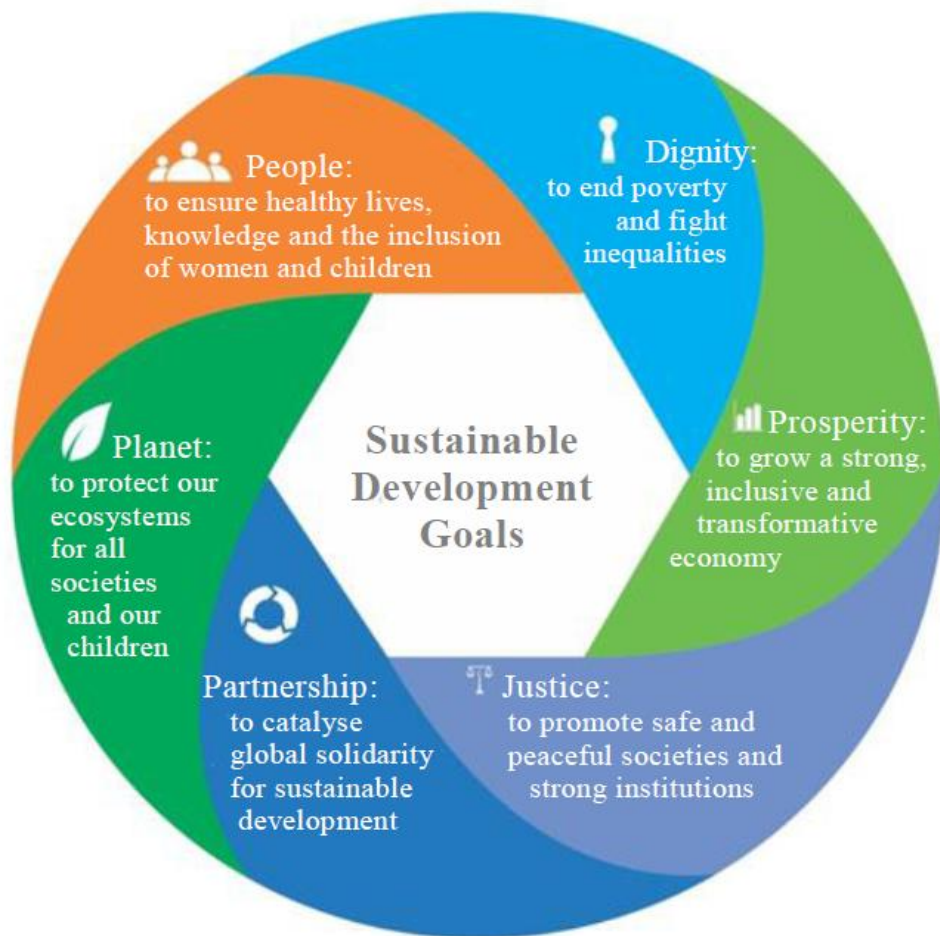 Dignity:
to end poverty
and fight
inequalities
Prosperity:
to grow a strong,
inclusive and
transformative
economy
Justice:
to promote safe and
peaceful societies and
strong institutions
Partnership:
to catalyse
global solidarity
for sustainable
development
Planet:
to protect our
ecosystems
for all
societies
and our
children
People:
to ensure healthy lives,
knowledge and the inclusion
of women and children
Sustainable
Development
Goals